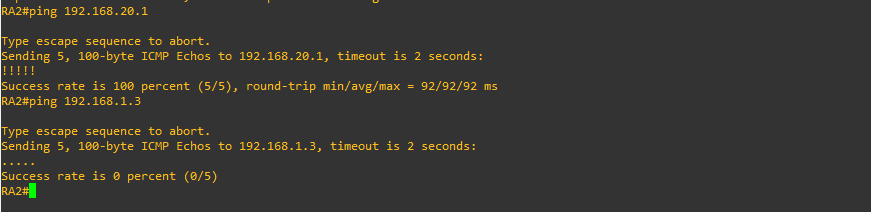 RA2#ping 192.168.20.1
Type escape sequence to abort.
Sending 5, 100-byte ICMP Echos to 192.168.20.1, timeout is 2 seconds:
!!!!!
Success rate is 100 percent (5/5), round-trip min/avg/max = 92/92/92 ms
RA2#ping 192.168.1.3
Type escape sequence to abort.
Sending 5, 100-byte ICMP Echos to 192.168.1.3, timeout is 2 seconds:
.....
Success rate is 0 percent (0/5)
RA2#